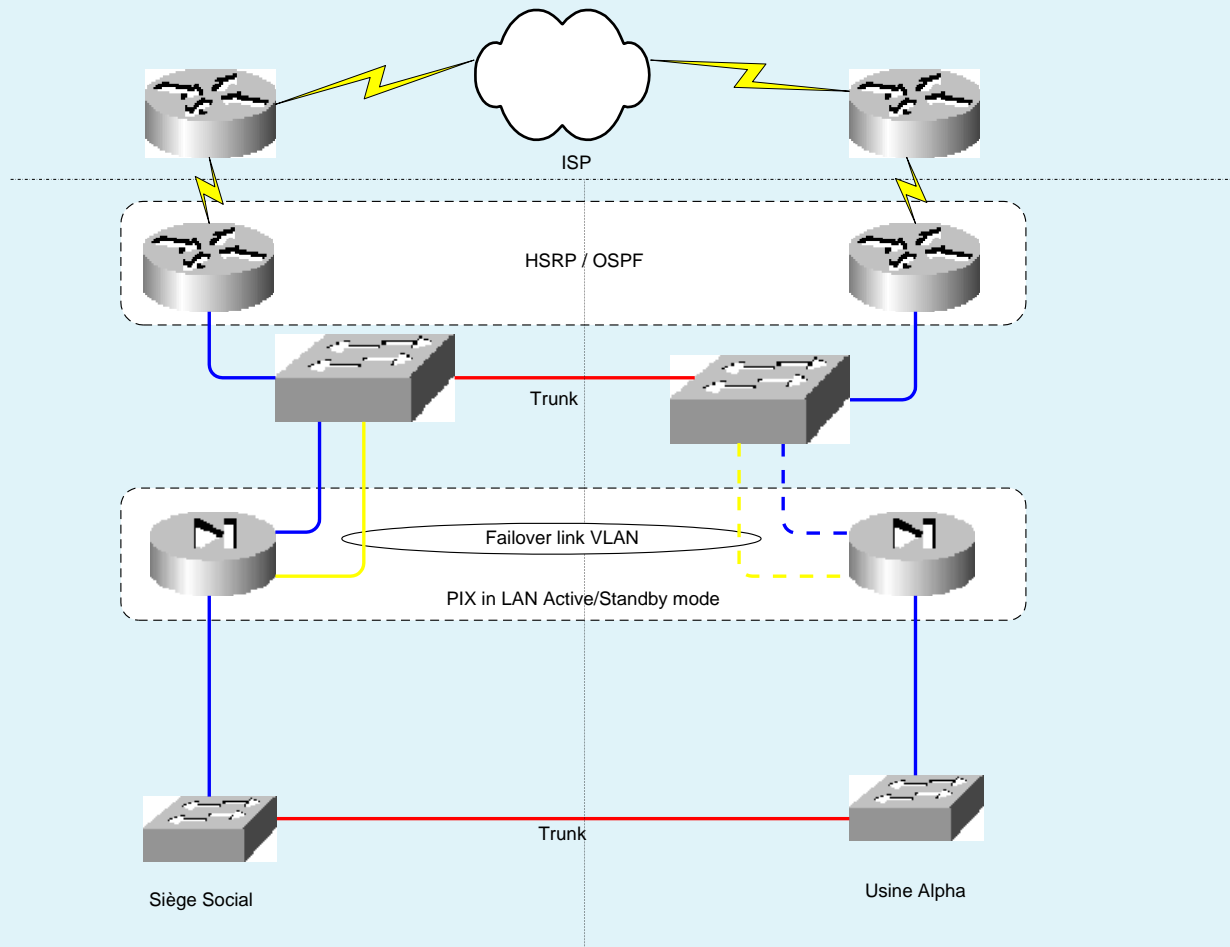 ISP
HSRP / OSPF
Trunk
Failover link VLAN
PIX in LAN Active/Standby mode
Trunk
Siège Social
Usine Alpha